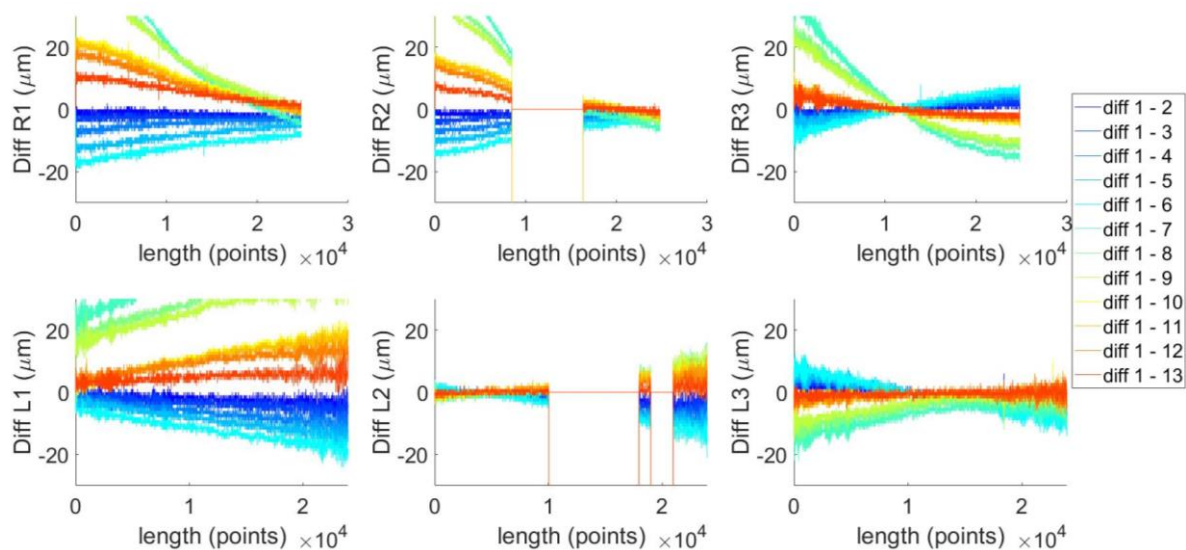 Diff R1 (μm)
20
0
-20
0
1
2
3
length (points)
×10⁴
Diff R2 (μm)
20
0
-20
0
1
2
3
length (points)
×10⁴
Diff R3 (μm)
20
0
-20
0
1
2
3
length (points)
×10⁴
diff 1 - 2
diff 1 - 3
diff 1 - 4
diff 1 - 5
diff 1 - 6
diff 1 - 7
diff 1 - 8
diff 1 - 9
diff 1 - 10
diff 1 - 11
diff 1 - 12
diff 1 - 13
Diff L1 (μm)
20
0
-20
0
1
2
length (points)
×10⁴
Diff L2 (μm)
20
0
-20
0
1
2
length (points)
×10⁴
Diff L3 (μm)
20
0
-20
0
1
2
length (points)
×10⁴